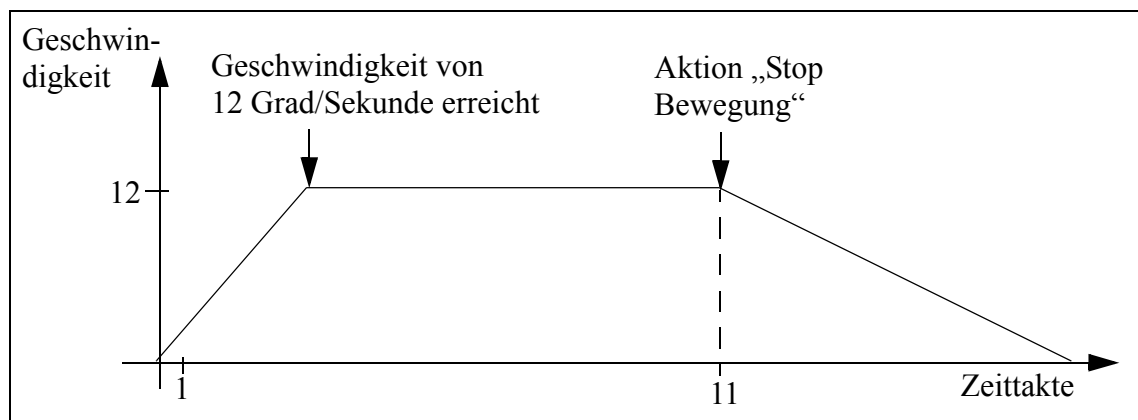 Geschwin-
digkeit
Geschwindigkeit von
12 Grad/Sekunde erreicht
Aktion „Stop
Bewegung“
12
1
11
Zeittakte